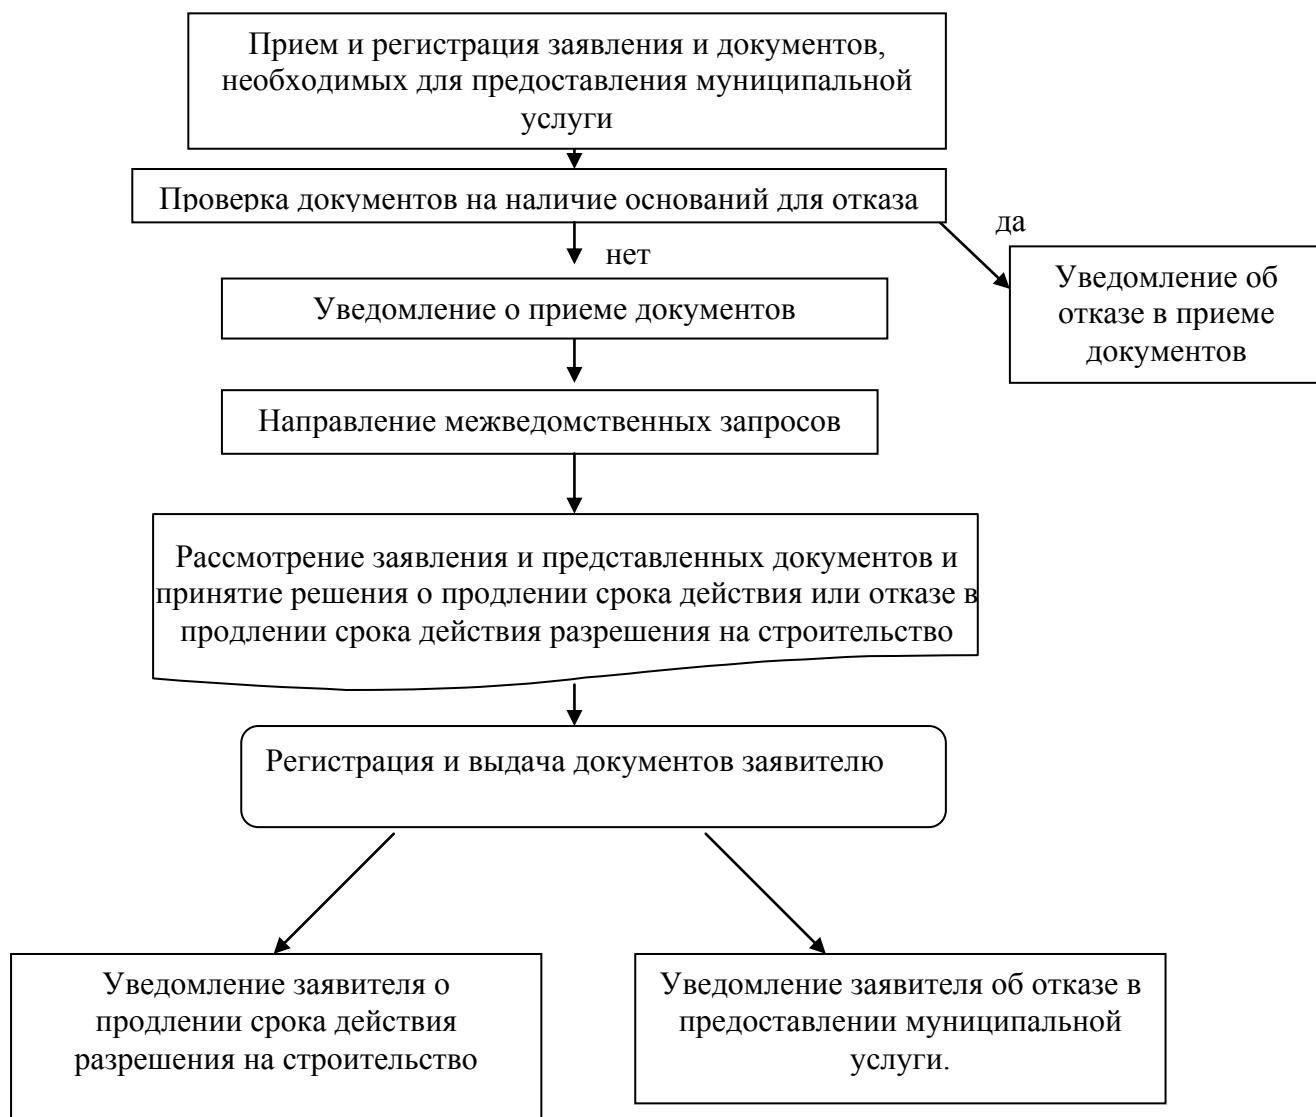 Прием и регистрация заявления и документов,
необходимых для предоставления муниципальной
услуги
Проверка документов на наличие оснований для отказа
да
нет
Уведомление об
отказе в приеме
документов
Уведомление о приеме документов
Направление межведомственных запросов
Рассмотрение заявления и представленных документов и
принятие решения о продлении срока действия или отказе в
продлении срока действия разрешения на строительство
Регистрация и выдача документов заявителю
Уведомление заявителя о
продлении срока действия
разрешения на строительство
Уведомление заявителя об отказе в
предоставлении муниципальной
услуги.